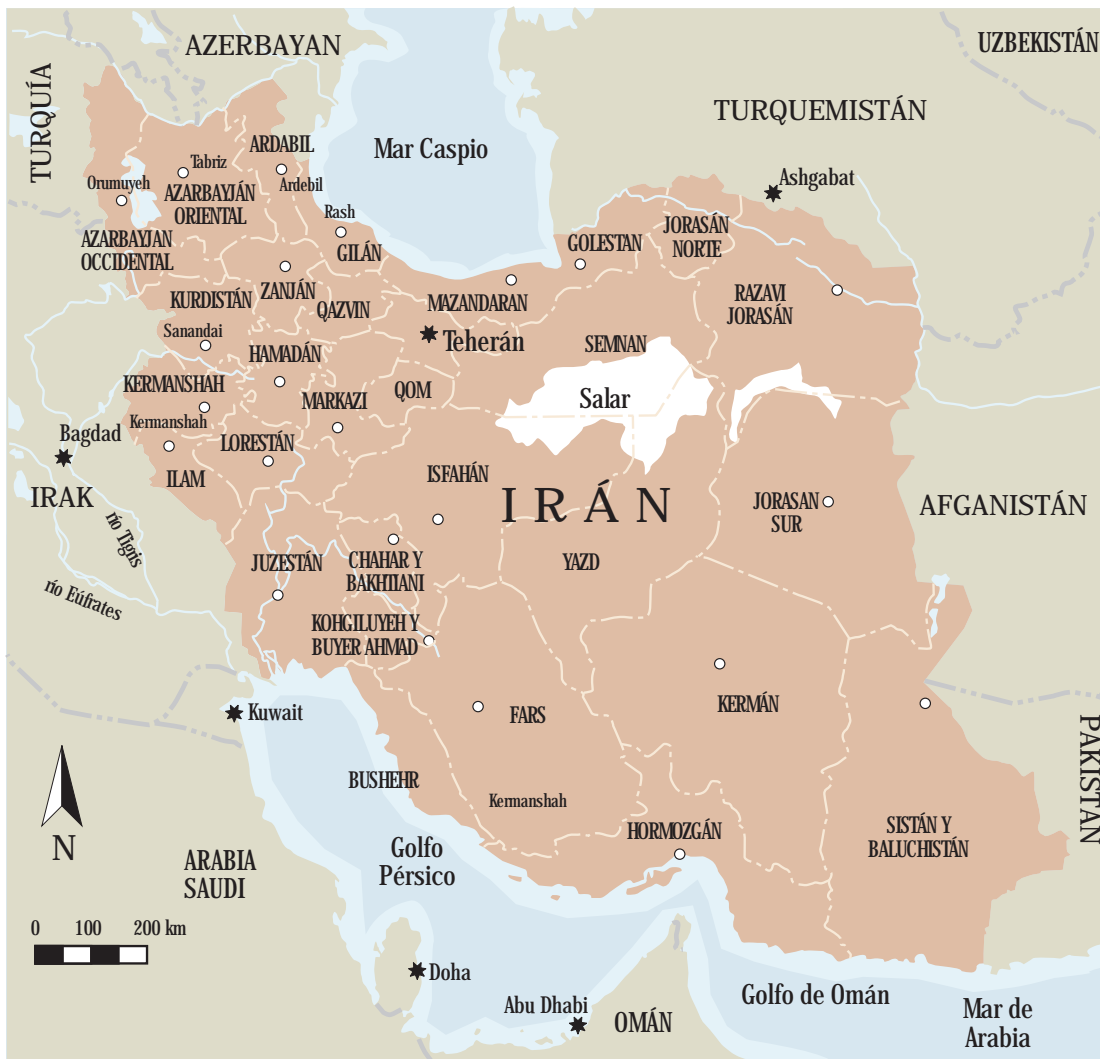 AZERBAYAN
UZBEKISTÁN
TURQUÍA
TURQUEMISTÁN
Mar Caspio
ARDABIL
Tabriz
Ardebil
Ashgabat
Orumuyeh
AZARBAYJÁN
ORIENTAL
Rash
AZARBAYJAN
OCCIDENTAL
GILÁN
GOLESTAN
JORASÁN
NORTE
KURDISTÁN
ZANJÁN
QAZVIN
MAZANDARAN
RAZAVI
JORASÁN
Sanandai
Teherán
SEMNAN
HAMADÁN
KERMANSHAH
MARKAZI
QOM
Salar
Kermanshah
Bagdad
LORESTÁN
ILAM
ISFAHÁN
IRAK
IRÁN
JORASAN
SUR
AFGANISTÁN
río Tigris
JUZESTÁN
CHAHAR Y
BAKHTIANI
YAZD
río Eúfrates
KOHGILUYEH Y
BUYER AHMAD
Kuwait
FARS
KERMÁN
PAKISTAN
BUSHEHR
Kermanshah
N
HORMOZGÁN
SISTÁN Y
BALUCHISTÁN
ARABIA
SAUDI
Golfo
Pérsico
0 100 200 km
Doha
Abu Dhabi
OMÁN
Golfo de Omán
Mar de
Arabia